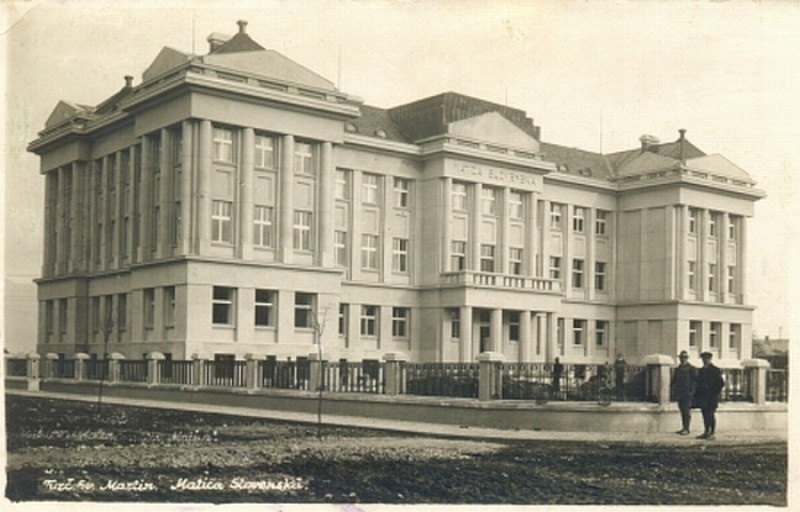 MATICA SLOVENSKÁ
Turč. Sv. Martin. Matica Slovenská.